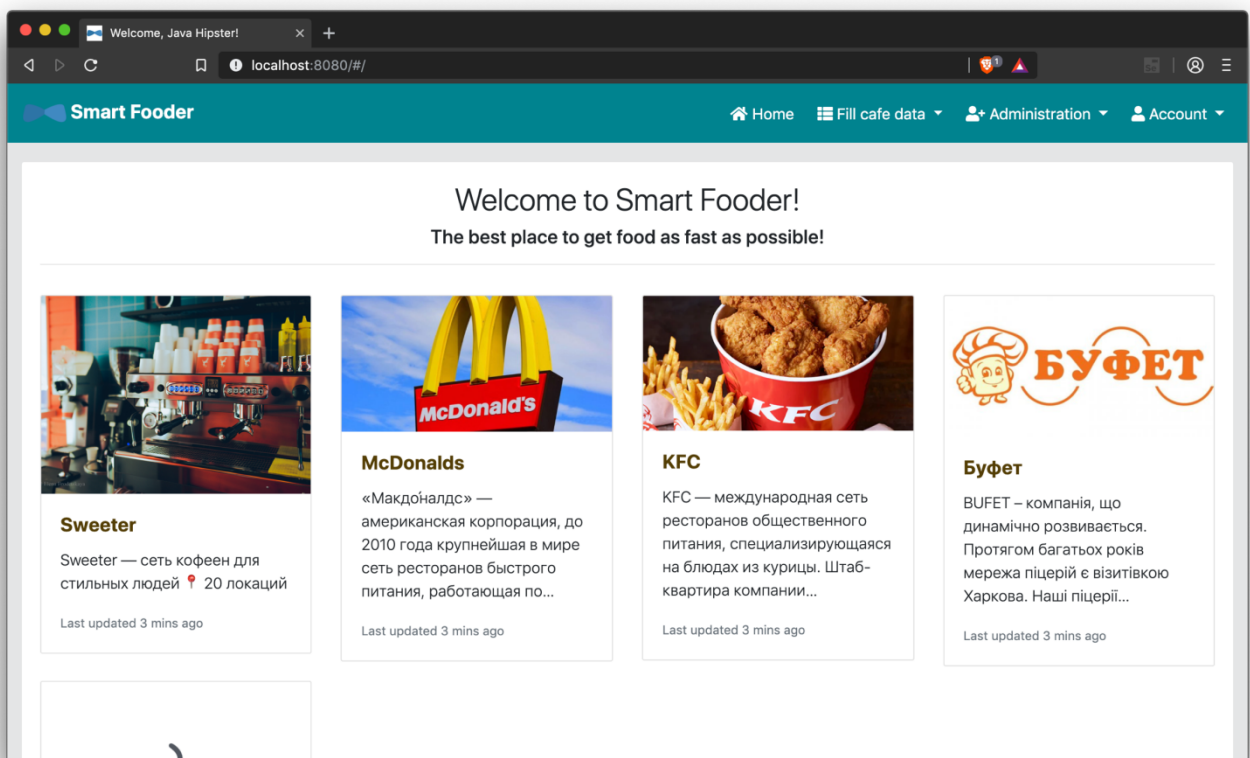 Welcome, Java Hipster!
localhost:8080/#/
1
Smart Fooder
Home
Fill cafe data
Administration
Account
Welcome to Smart Fooder!
The best place to get food as fast as possible!
Sweeter
Sweeter — сеть кофеен для
стильных людей 📍 20 локаций
Last updated 3 mins ago
McDonald's
McDonalds
«Макдо́налдс» —
американская корпорация, до
2010 года крупнейшая в мире
сеть ресторанов быстрого
питания, работающая по...
Last updated 3 mins ago
KFC
KFC
KFC — международная сеть
ресторанов общественного
питания, специализирующаяся
на блюдах из курицы. Штаб-
квартира компании...
Last updated 3 mins ago
БУФЕТ
Буфет
BUFET – компанія, що
динамічно розвивається.
Протягом багатьох років
мережа піцерій є візитівкою
Харкова. Наші піцерії...
Last updated 3 mins ago